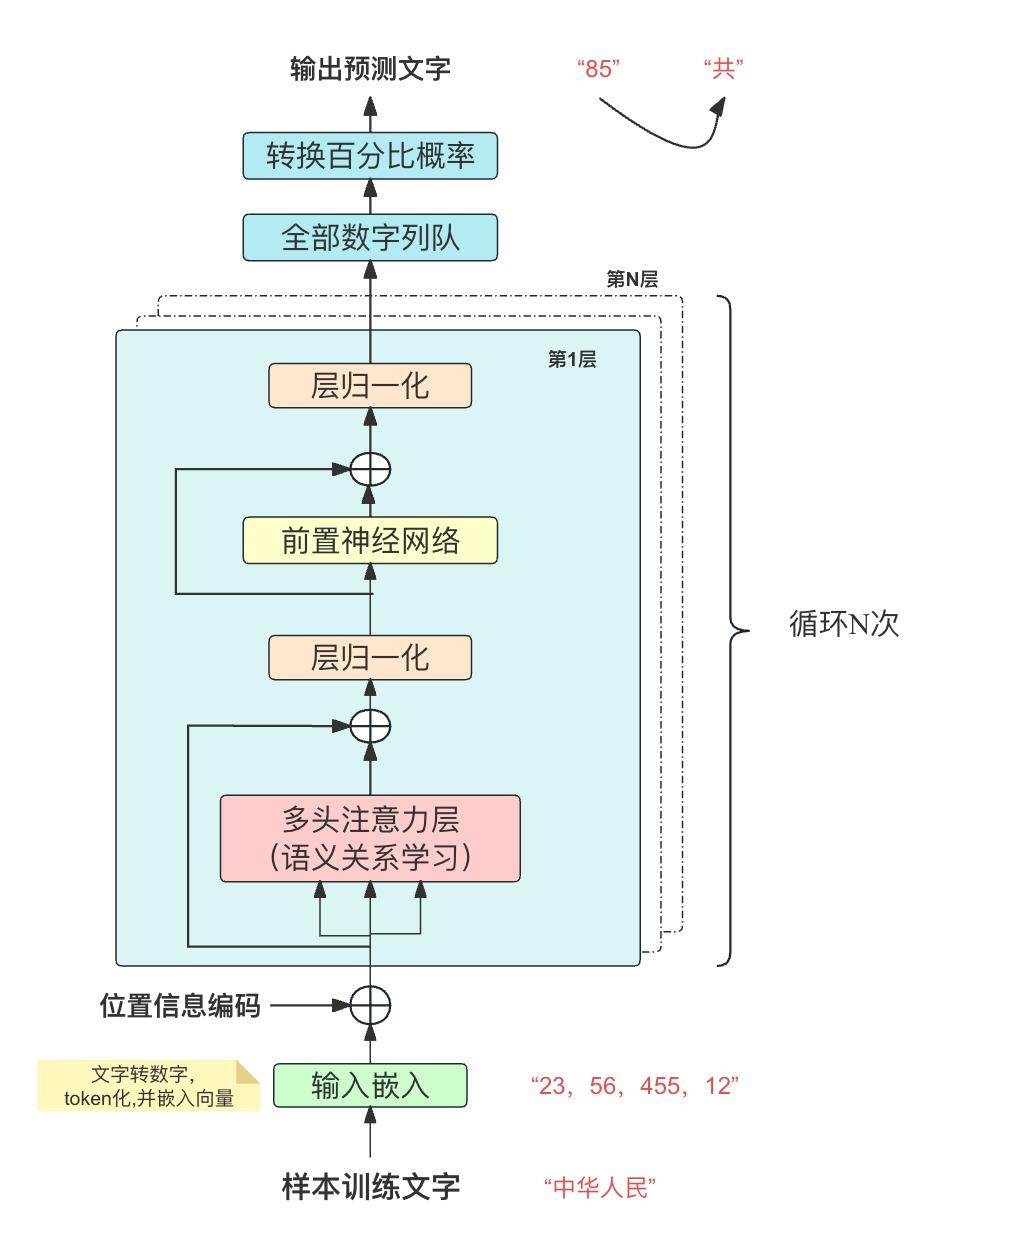 输出预测文字
“85”
“共”
转换百分比概率
全部数字列队
第N层
第1层
层归一化
前置神经网络
循环N次
层归一化
多头注意力层
（语义关系学习）
位置信息编码
文字转数字，
token化,并嵌入向量
输入嵌入
“23，56，455，12”
样本训练文字
“中华人民”